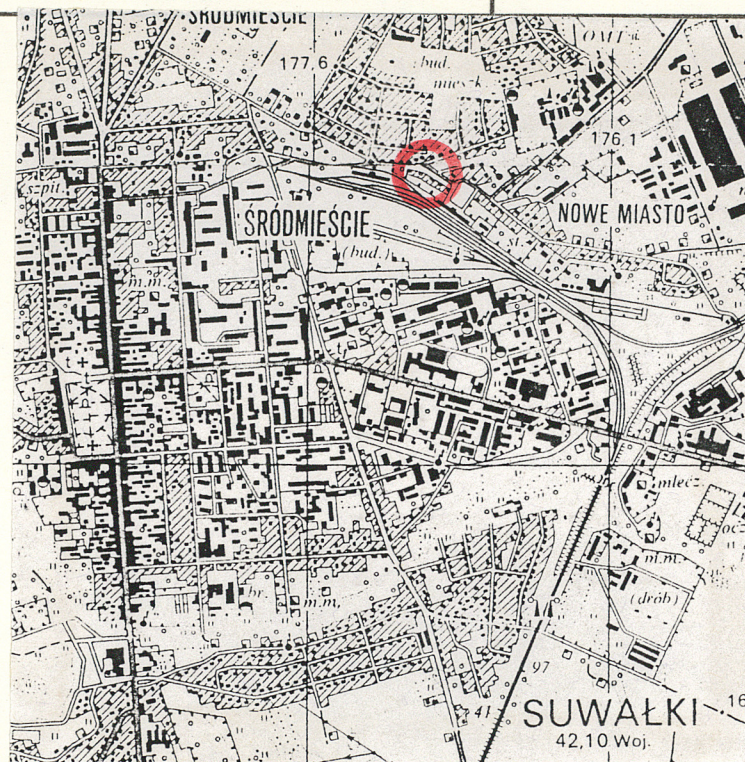 ŚRÓDMIEŚCIE
OMT
177.6
bud.
mieszk.
176.1
szpit.
ŚRÓDMIEŚCIE
NOWE MIASTO
(bud.)
st.
m.m.
mlecz.
m.m.
(drób)
br.
m.m.
97
41
SUWAŁKI
42,10 Woj.
16